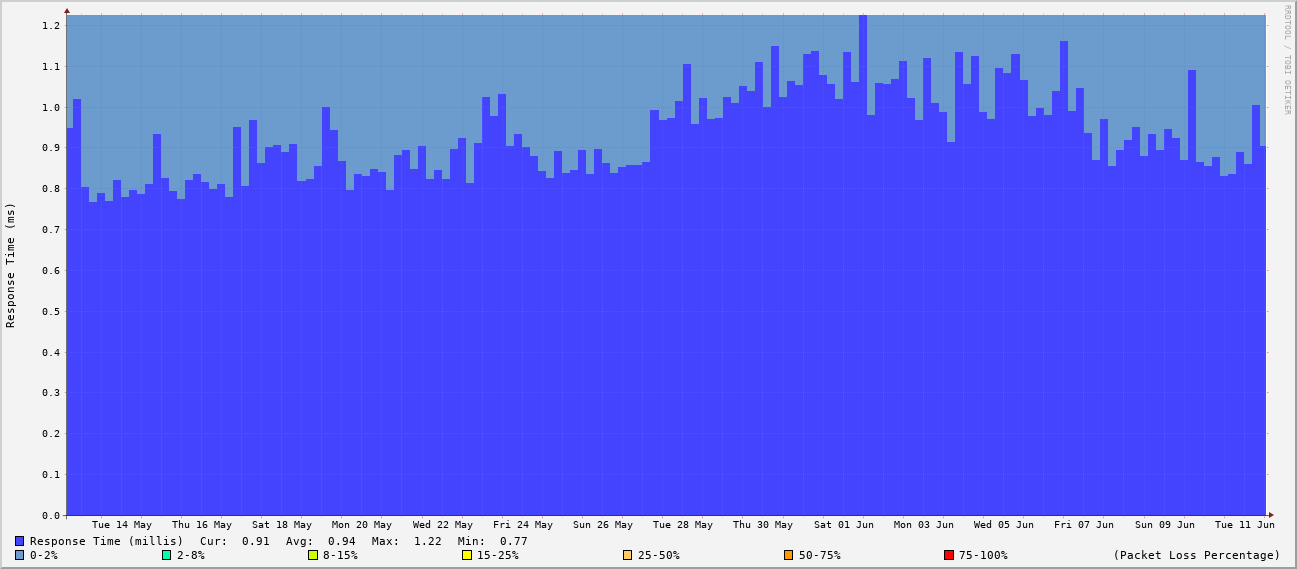 RRDTOOL / TOBI OETIKER
Response Time (ms)
1.2
1.1
1.0
0.9
0.8
0.7
0.6
0.5
0.4
0.3
0.2
0.1
0.0
Tue 14 May Thu 16 May Sat 18 May Mon 20 May Wed 22 May Fri 24 May Sun 26 May Tue 28 May Thu 30 May Sat 01 Jun Mon 03 Jun Wed 05 Jun Fri 07 Jun Sun 09 Jun Tue 11 Jun
Response Time (millis) Cur: 0.91 Avg: 0.94 Max: 1.22 Min: 0.77
0-2% 2-8% 8-15% 15-25% 25-50% 50-75% 75-100% (Packet Loss Percentage)